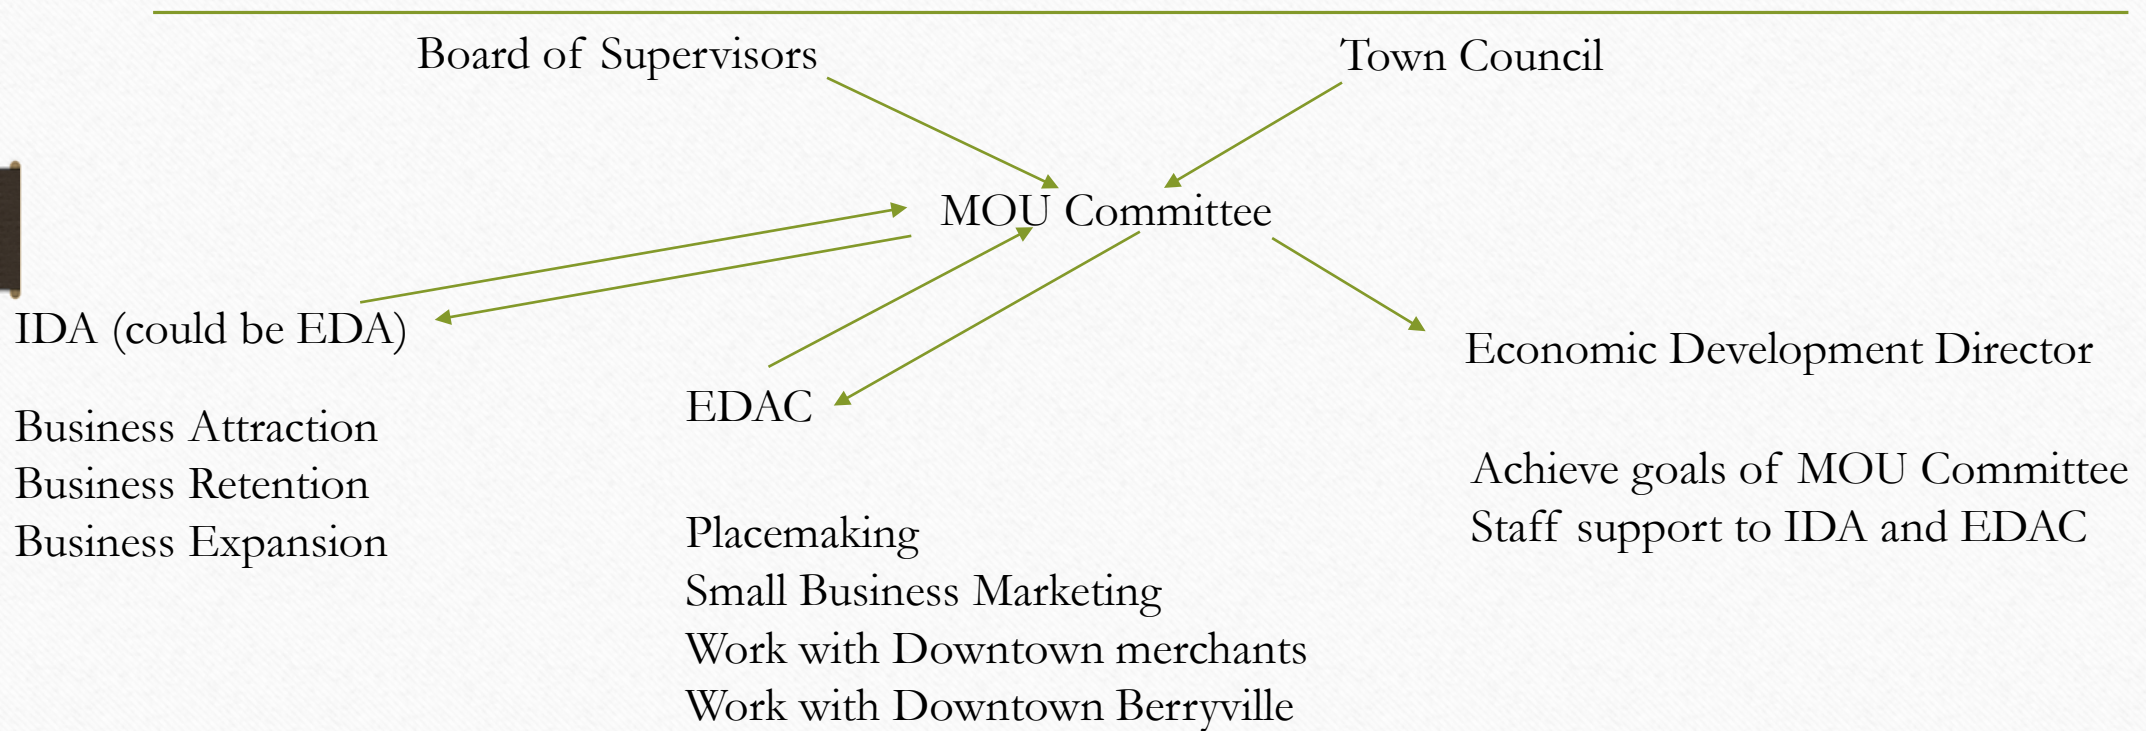 Board of Supervisors
Town Council
MOU Committee
IDA (could be EDA)
Business Attraction
Business Retention
Business Expansion
EDAC
Placemaking
Small Business Marketing
Work with Downtown merchants
Work with Downtown Berryville
Economic Development Director
Achieve goals of MOU Committee
Staff support to IDA and EDAC